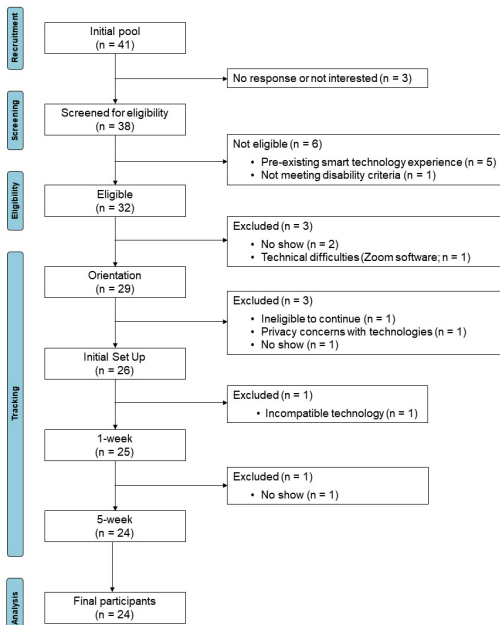 Recruitment
Initial pool
(n = 41)
No response or not interested (n = 3)
Screening
Screened for eligibility
(n = 38)
Not eligible (n = 6)
• Pre-existing smart technology experience (n = 5)
• Not meeting disability criteria (n = 1)
Eligibility
Eligible
(n = 32)
Excluded (n = 3)
• No show (n = 2)
• Technical difficulties (Zoom software; n = 1)
Tracking
Orientation
(n = 29)
Excluded (n = 3)
• Ineligible to continue (n = 1)
• Privacy concerns with technologies (n = 1)
• No show (n = 1)
Initial Set Up
(n = 26)
Excluded (n = 1)
• Incompatible technology (n = 1)
1-week
(n = 25)
Excluded (n = 1)
• No show (n = 1)
5-week
(n = 24)
Analysis
Final participants
(n = 24)